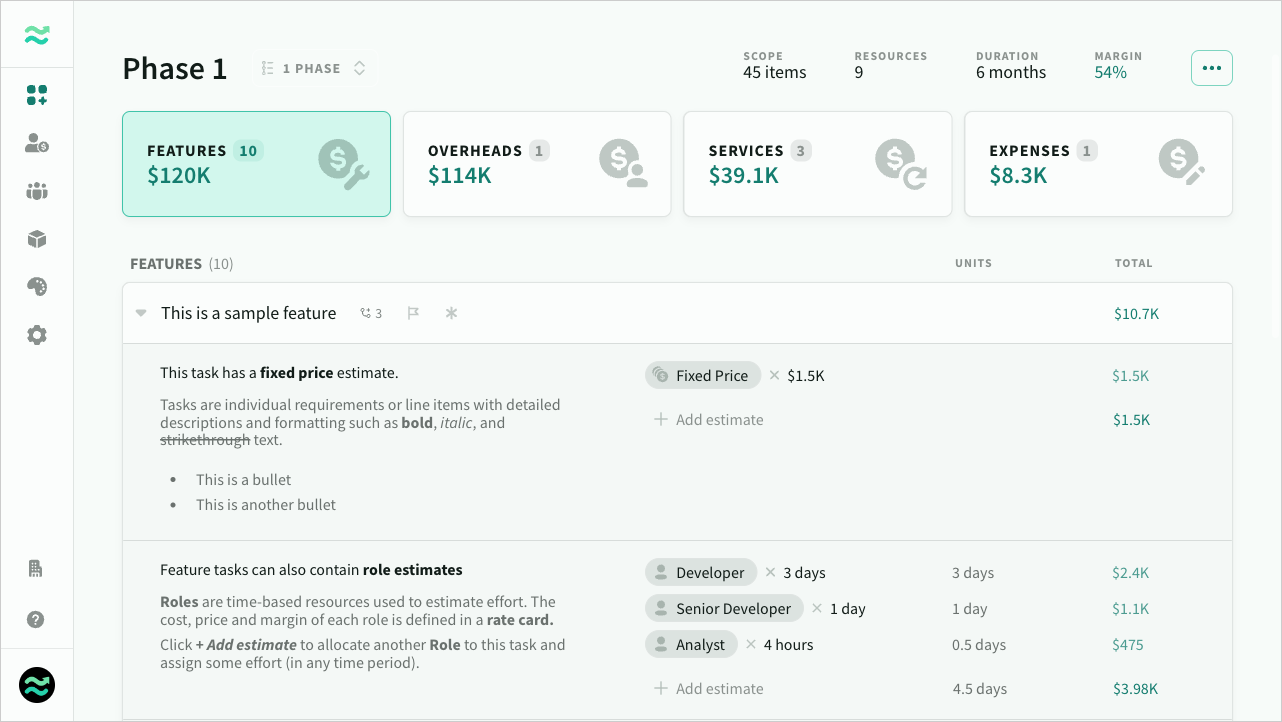 Phase 1
1 PHASE
SCOPE
45 items
RESOURCES
9
DURATION
6 months
MARGIN
54%
FEATURES 10
$120K
OVERHEADS 1
$114K
SERVICES 3
$39.1K
EXPENSES 1
$8.3K
FEATURES (10) UNITS TOTAL
This is a sample feature 3 $10.7K
This task has a fixed price estimate.
Tasks are individual requirements or line items with detailed
descriptions and formatting such as bold, italic, and
strikethrough text.
• This is a bullet
• This is another bullet
Fixed Price × $1.5K $1.5K
+ Add estimate $1.5K
Feature tasks can also contain role estimates
Roles are time-based resources used to estimate effort. The
cost, price and margin of each role is defined in a rate card.
Click + Add estimate to allocate another Role to this task and
assign some effort (in any time period).
Developer × 3 days 3 days $2.4K
Senior Developer × 1 day 1 day $1.1K
Analyst × 4 hours 0.5 days $475
+ Add estimate 4.5 days $3.98K